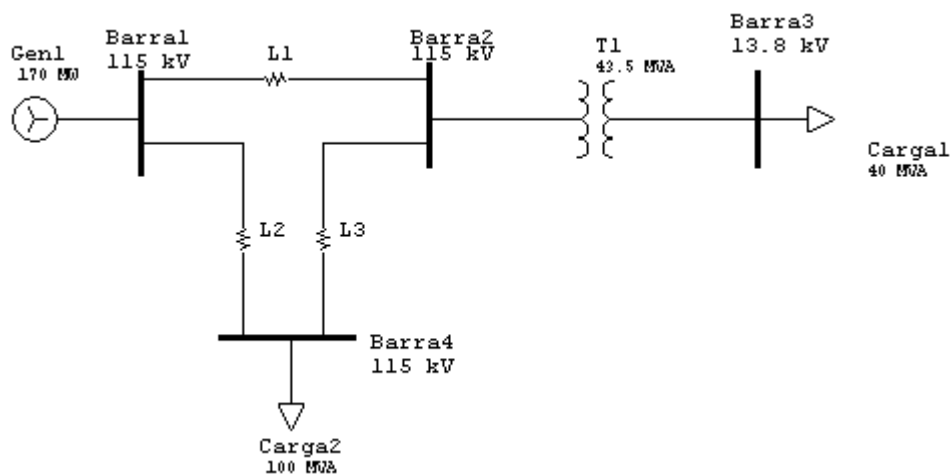 Gen1
170 MW
Barra1
115 kV
L1
Barra2
115 kV
T1
43.5 MVA
Barra3
13.8 kV
Carga1
40 MVA
L2
L3
Barra4
115 kV
Carga2
100 MVA